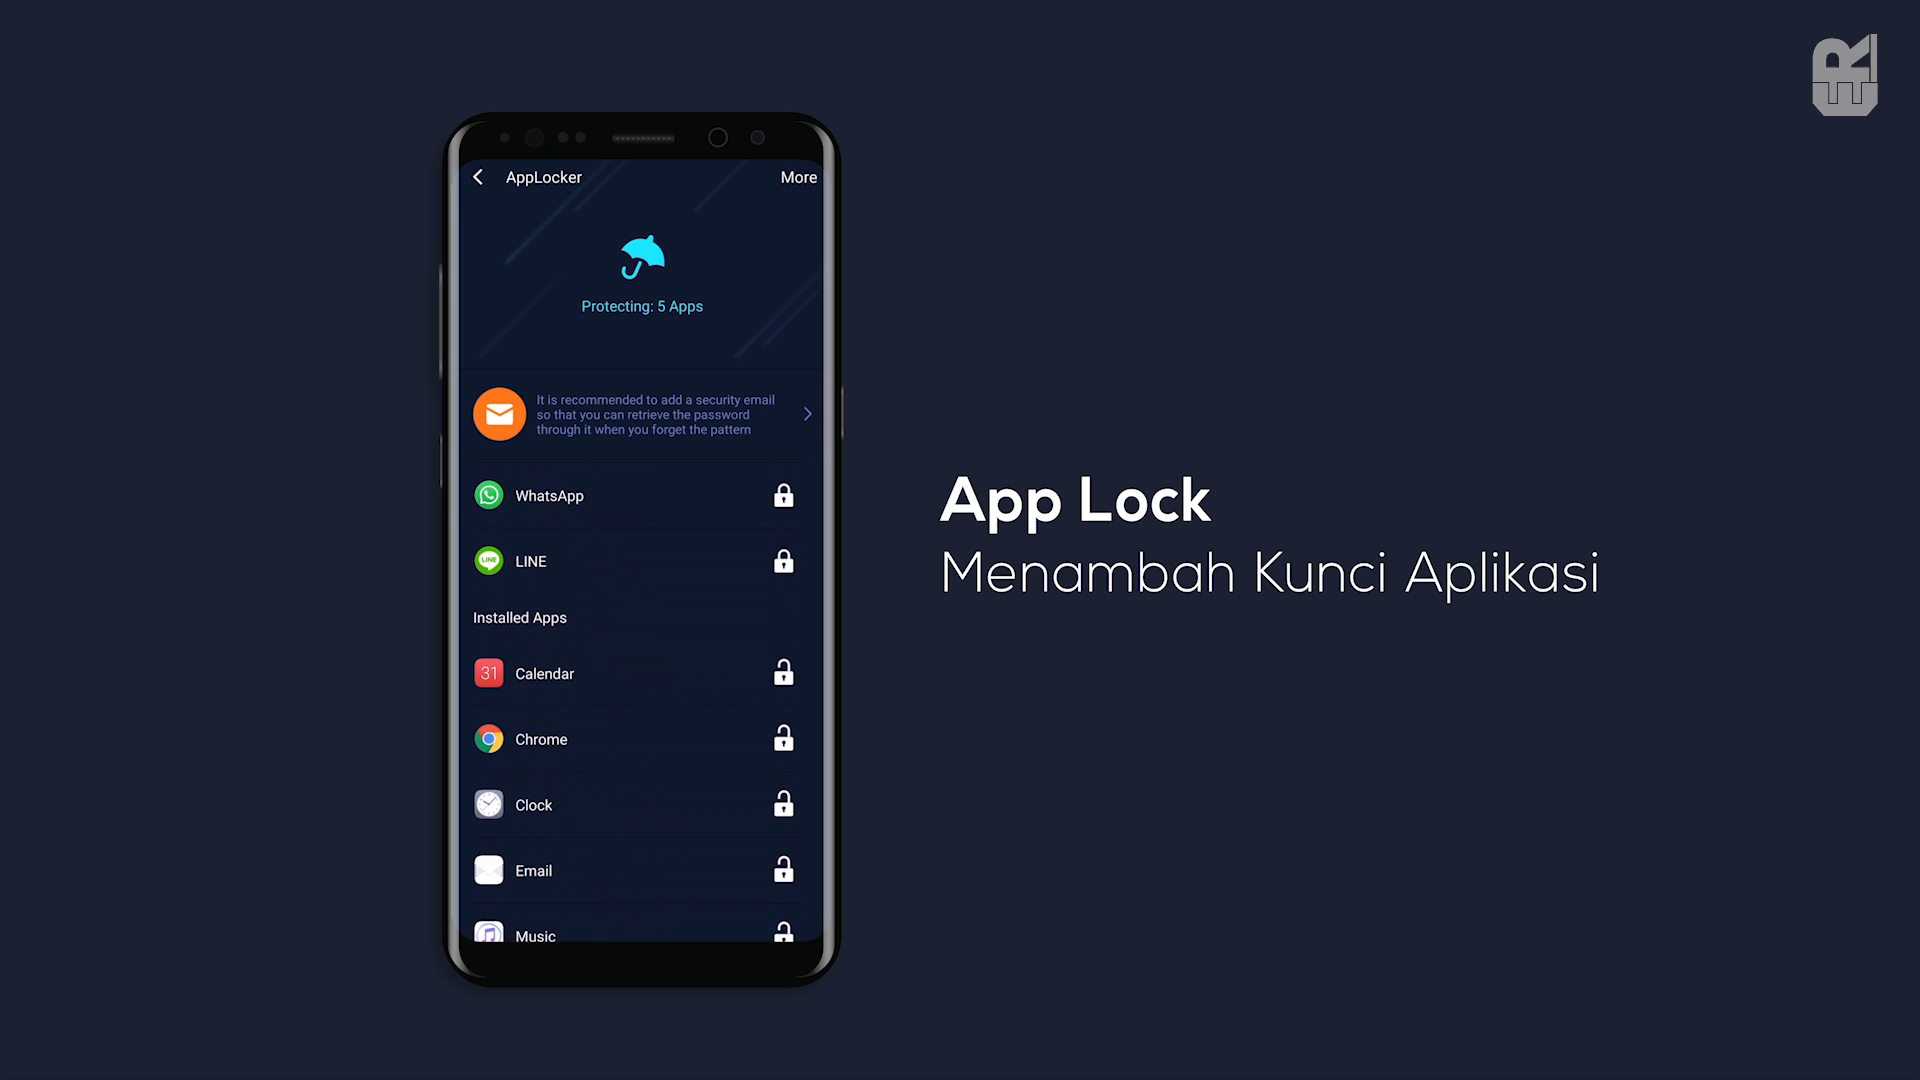 AppLocker
More
Protecting: 5 Apps
It is recommended to add a security email
so that you can retrieve the password
through it when you forget the pattern
WhatsApp
LINE
LINE
Installed Apps
31
Calendar
Chrome
Clock
Email
Music
App Lock
Menambah Kunci Aplikasi